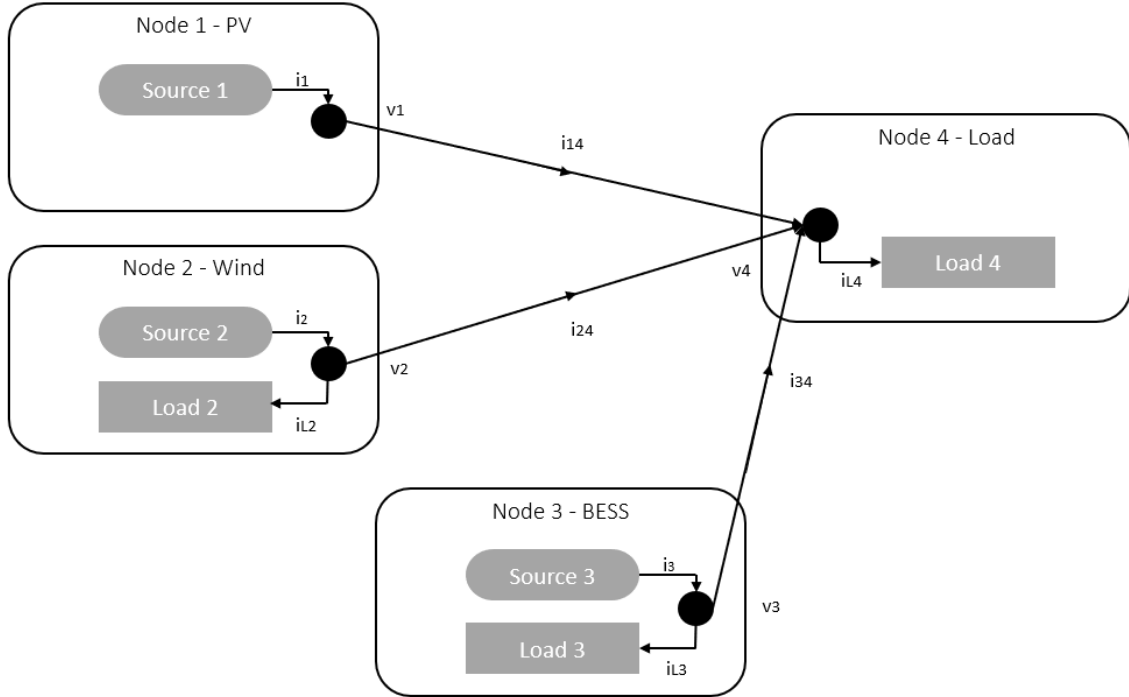 Node 1 - PV
Source 1
i1
v1
i14
Node 4 - Load
v4
Load 4
iL4
Node 2 - Wind
Source 2
i2
v2
i24
Load 2
iL2
i34
Node 3 - BESS
Source 3
i3
v3
Load 3
iL3